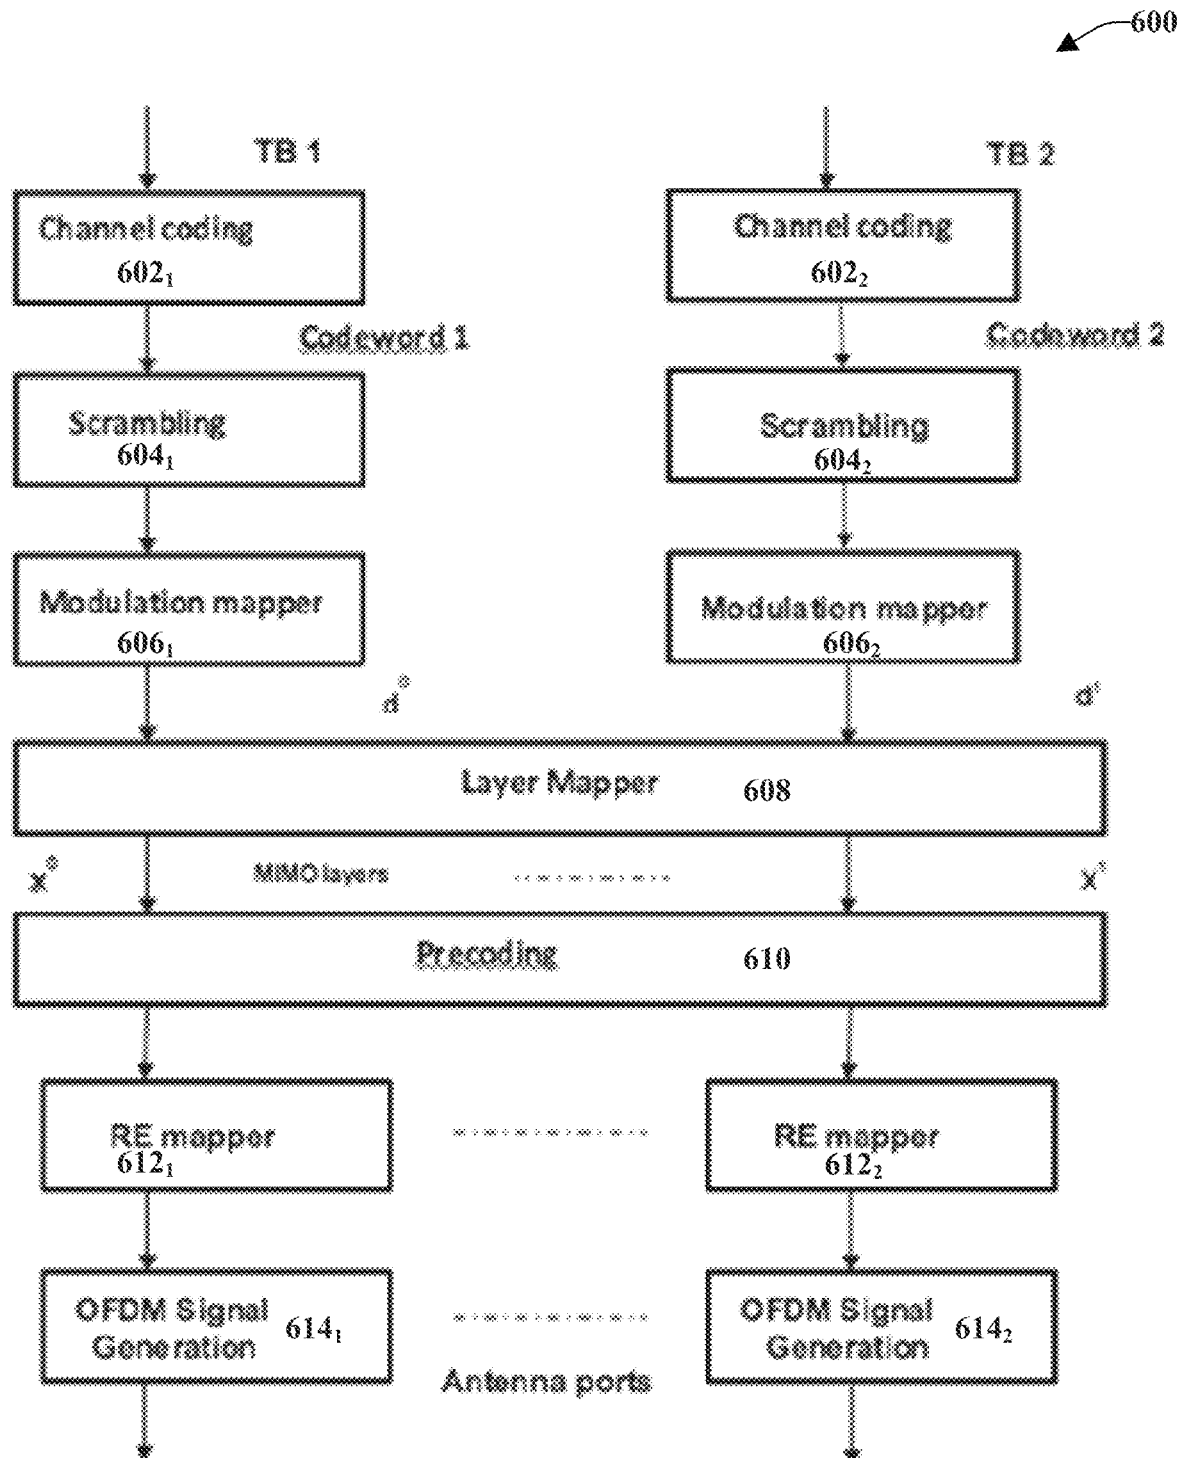 600
TB 1
TB 2
Channel coding
602₁
Channel coding
602₂
Codeword 1
Codeword 2
Scrambling
604₁
Scrambling
604₂
Modulation mapper
606₁
Modulation mapper
606₂
d
d
Layer Mapper 608
x
MIMO layers
x
Precoding 610
RE mapper
612₁
RE mapper
612₂
OFDM Signal
Generation 614₁
OFDM Signal
Generation 614₂
Antenna ports